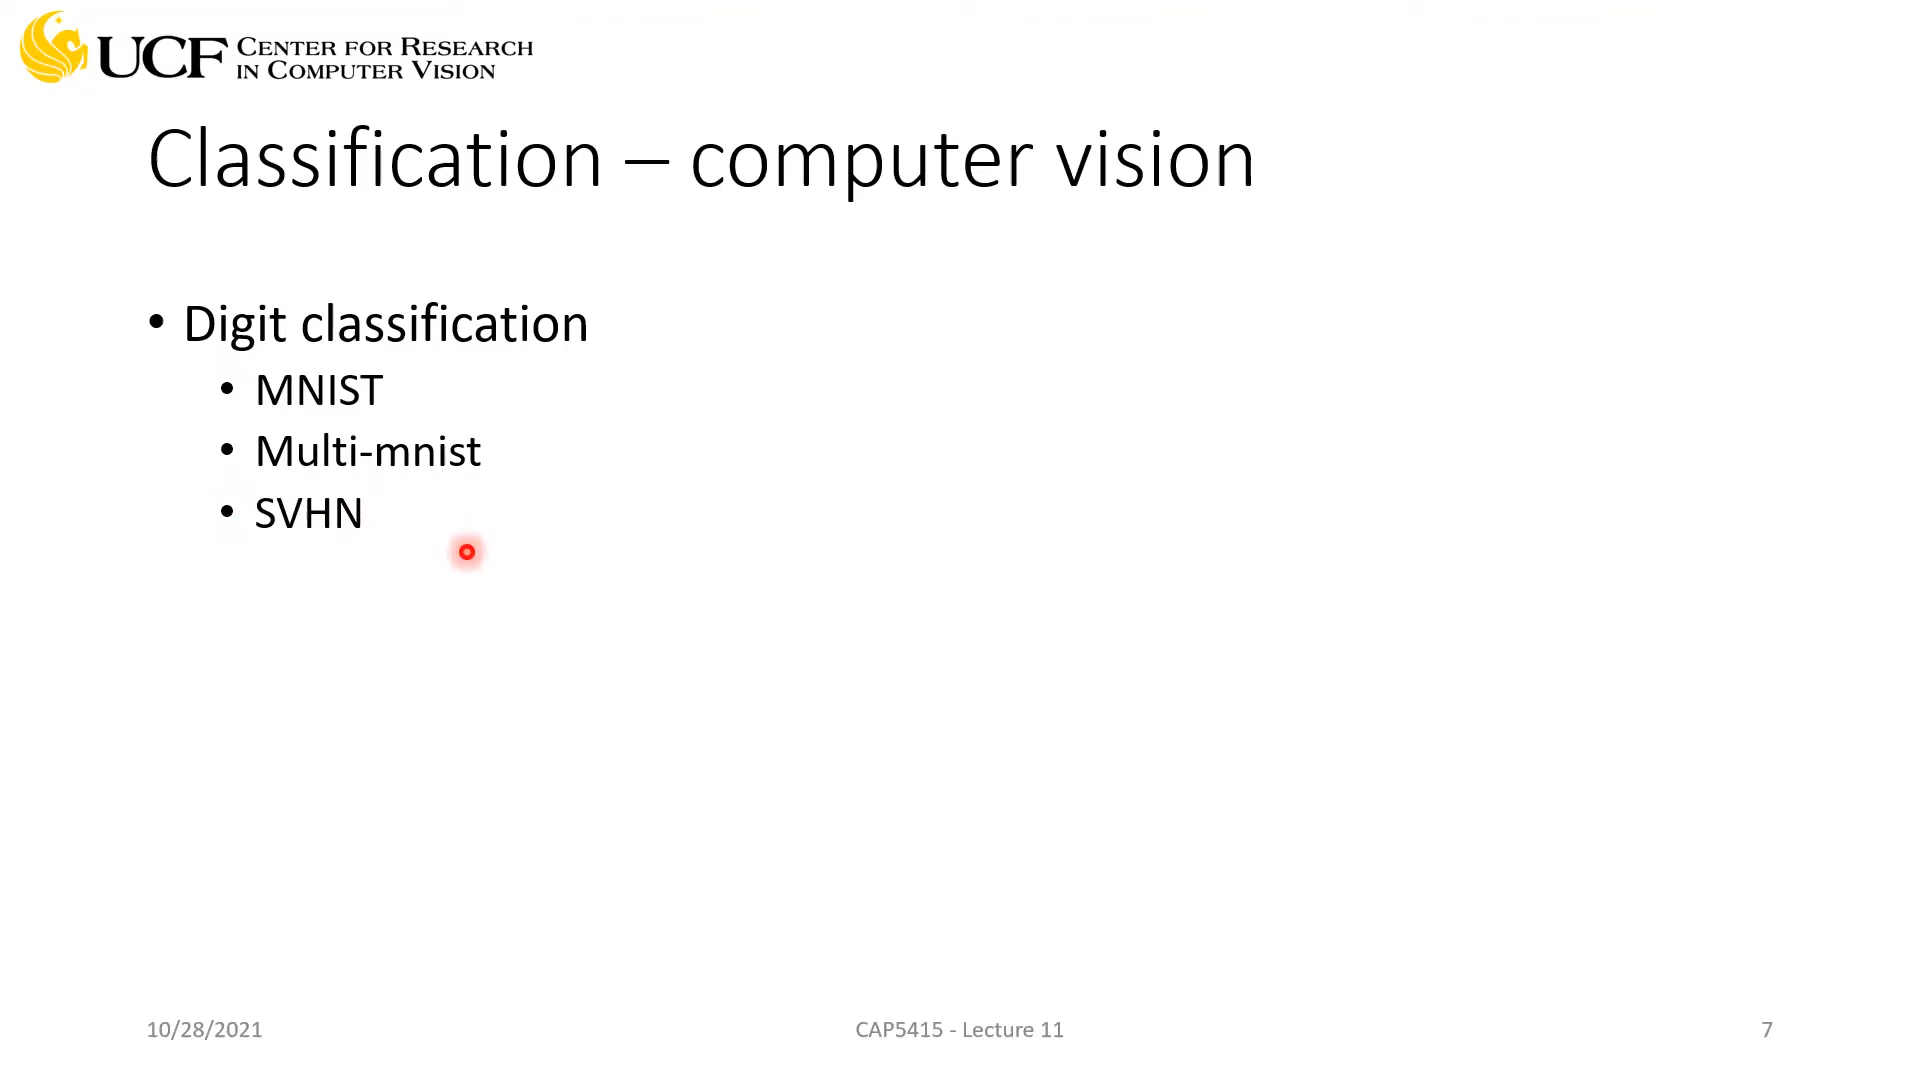 UCF CENTER FOR RESEARCH
IN COMPUTER VISION
Classification – computer vision
• Digit classification
• MNIST
• Multi-mnist
• SVHN
10/28/2021
CAP5415 - Lecture 11
7